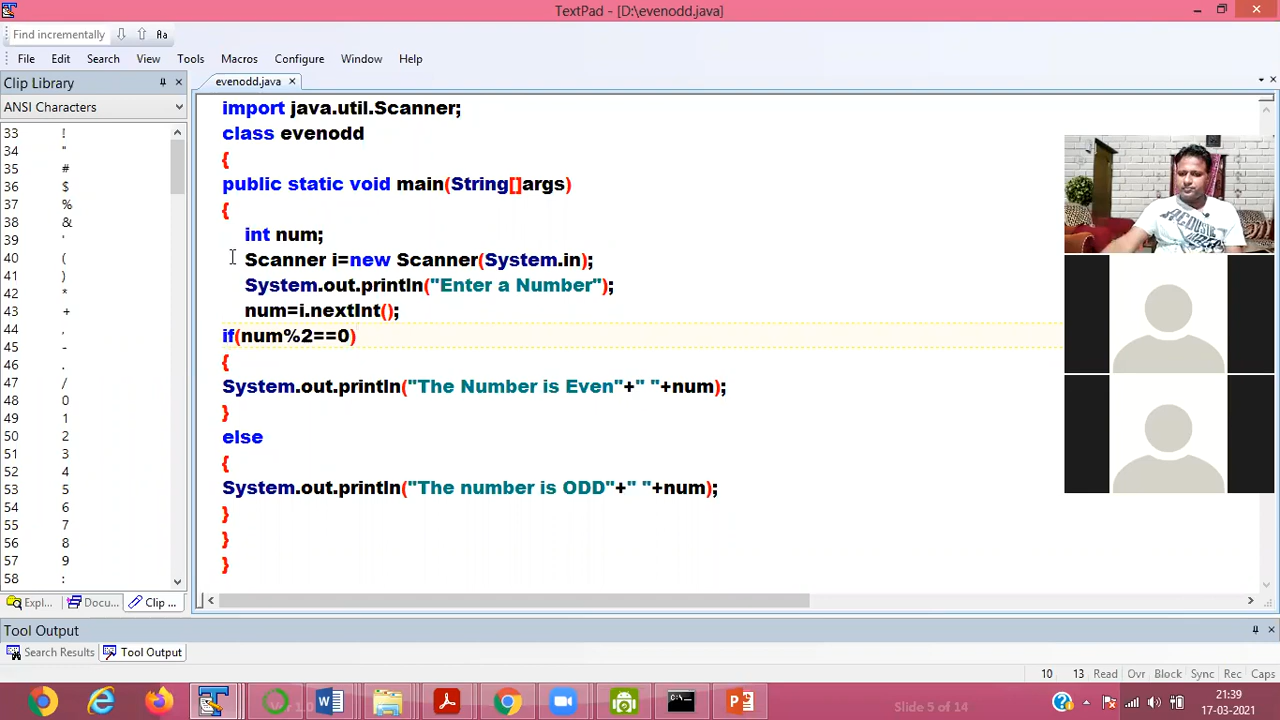 TextPad - [D:\evenodd.java]
Find incrementally
File Edit Search View Tools Macros Configure Window Help
Clip Library
evenodd.java
ANSI Characters
33 !
34 "
35 #
36 $
37 %
38 &
39 '
40 (
41 )
42 *
43 +
44 ,
45 -
46 .
47 /
48 0
49 1
50 2
51 3
52 4
53 5
54 6
55 7
56 8
57 9
58 :
import java.util.Scanner;
class evenodd
{
public static void main(String[]args)
{
int num;
Scanner i=new Scanner(System.in);
System.out.println("Enter a Number");
num=i.nextInt();
if(num%2==0)
{
System.out.println("The Number is Even"+" "+num);
}
else
{
System.out.println("The number is ODD"+" "+num);
}
}
}
Expl... Docu... Clip ...
Tool Output
Search Results Tool Output
10 13 Read Ovr Block Sync Rec Caps
Ver 1.0
Slide 5 of 14
21:39
17-03-2021